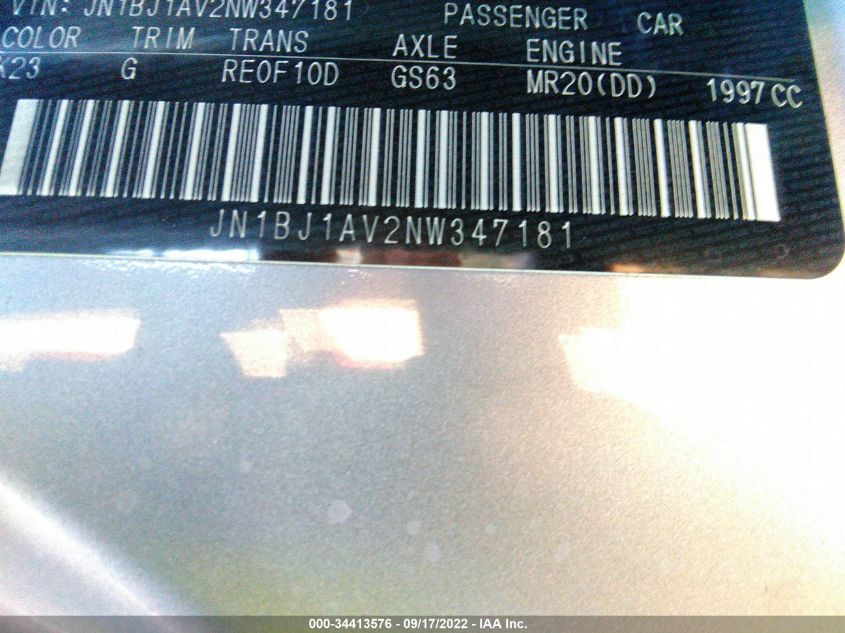 VIN: JN1BJ1AV2NW347181 PASSENGER CAR
COLOR TRIM TRANS AXLE ENGINE
K23 G RE0F10D GS63 MR20(DD) 1997CC
JN1BJ1AV2NW347181
000-34413576 - 09/17/2022 - IAA Inc.